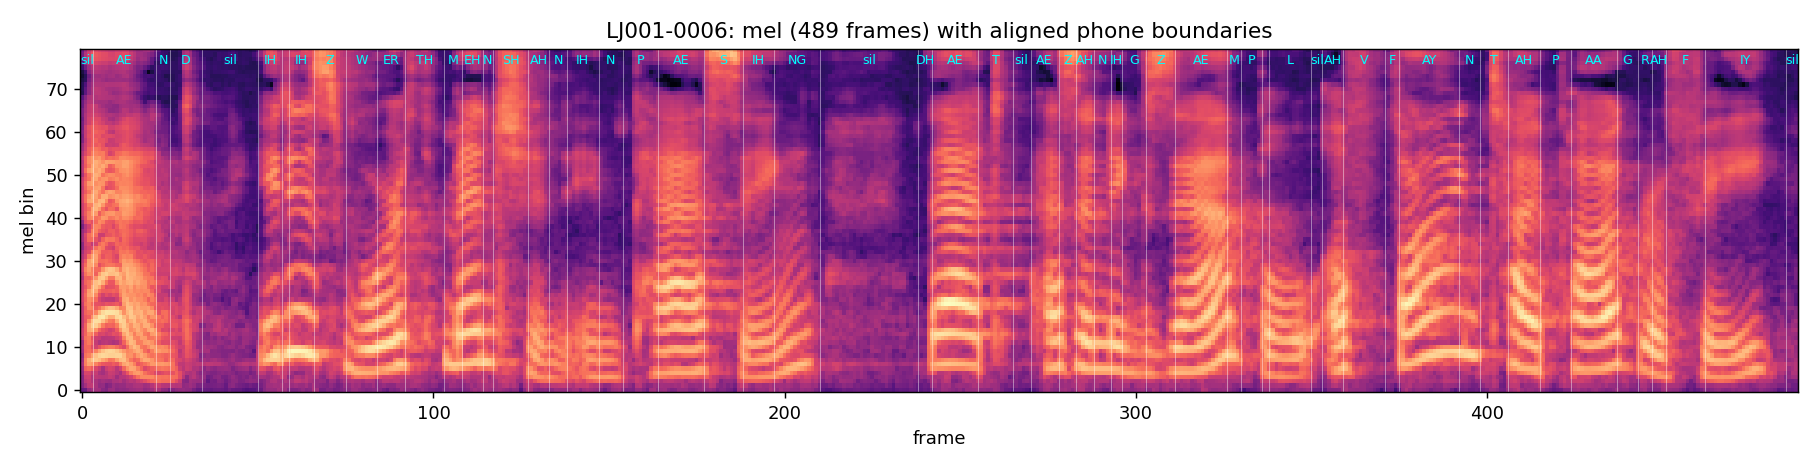 LJ001-0006: mel (489 frames) with aligned phone boundaries
sil AE N D sil IH IH Z W ER TH M EH N SH AH N IH N P AE S IH NG sil DH AE T sil AE Z AH N IH G Z AE M P L sil AH V F AY N T AH P AA G R AH F IY sil
70
60
50
40
30
20
10
0
mel bin
0 100 200 300 400
frame